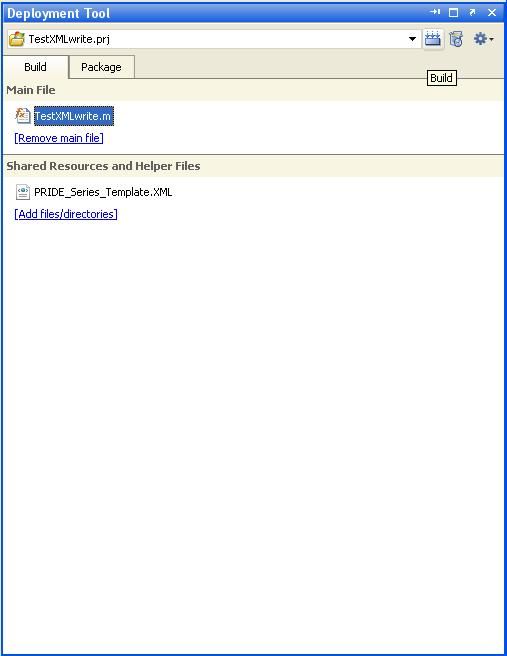 Deployment Tool
TestXMLwrite.prj
Build Package
Build
Main File
TestXMLwrite.m
[Remove main file]
Shared Resources and Helper Files
PRIDE_Series_Template.XML
[Add files/directories]